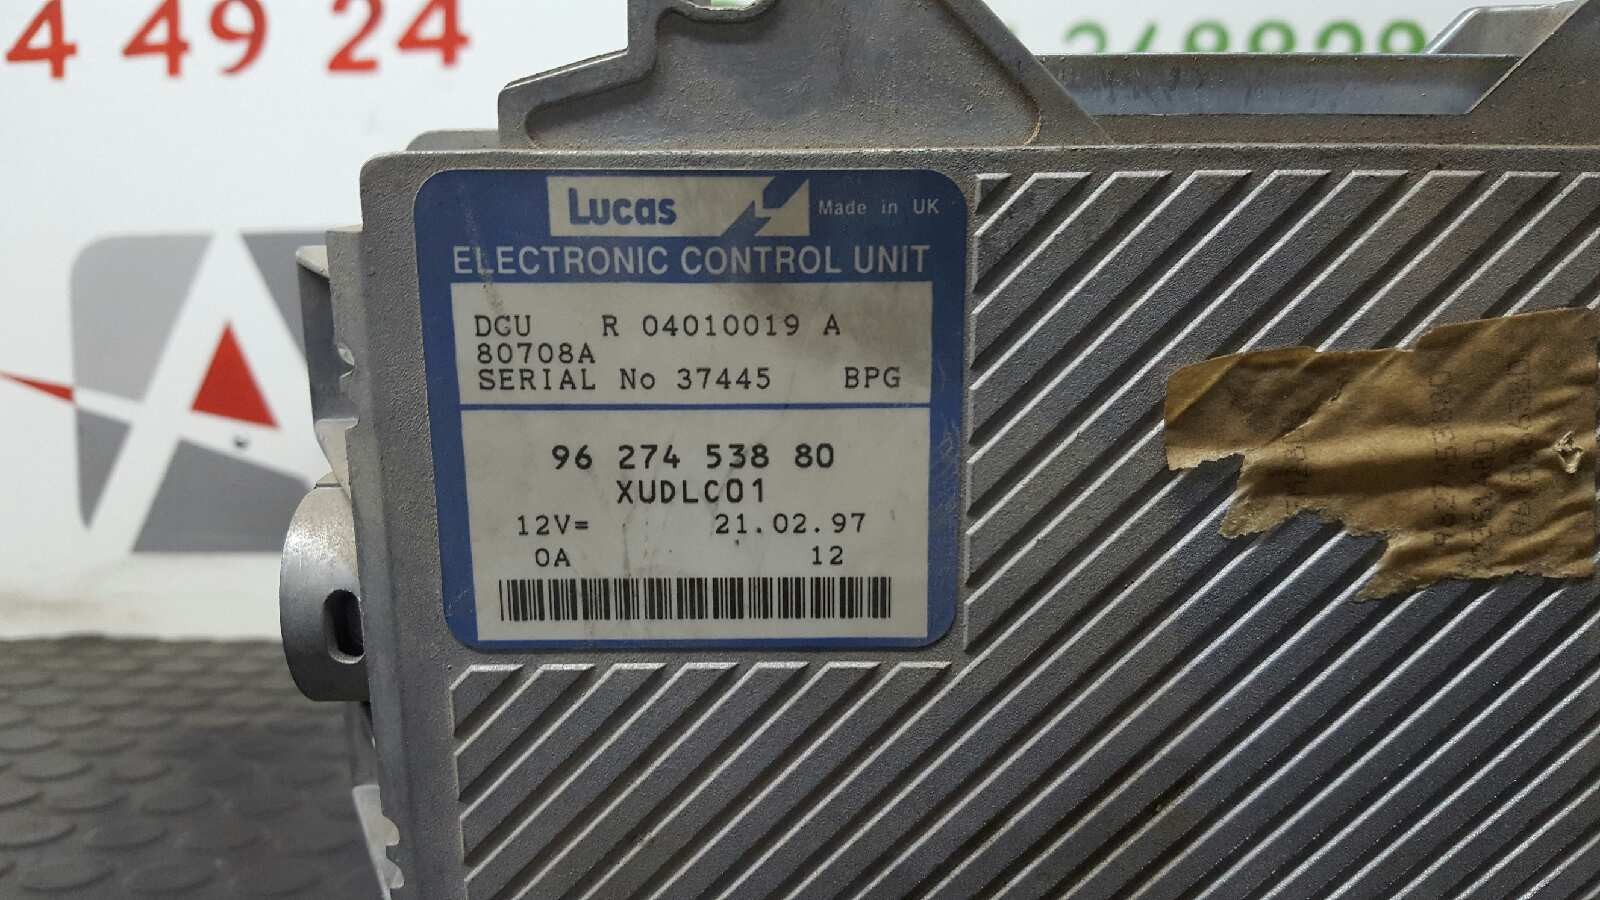 4 49 24
Lucas Made in UK
ELECTRONIC CONTROL UNIT
DCU R 04010019 A
80708A
SERIAL No 37445 BPG
96 274 538 80
XUDLC01
12V= 21.02.97
0A 12